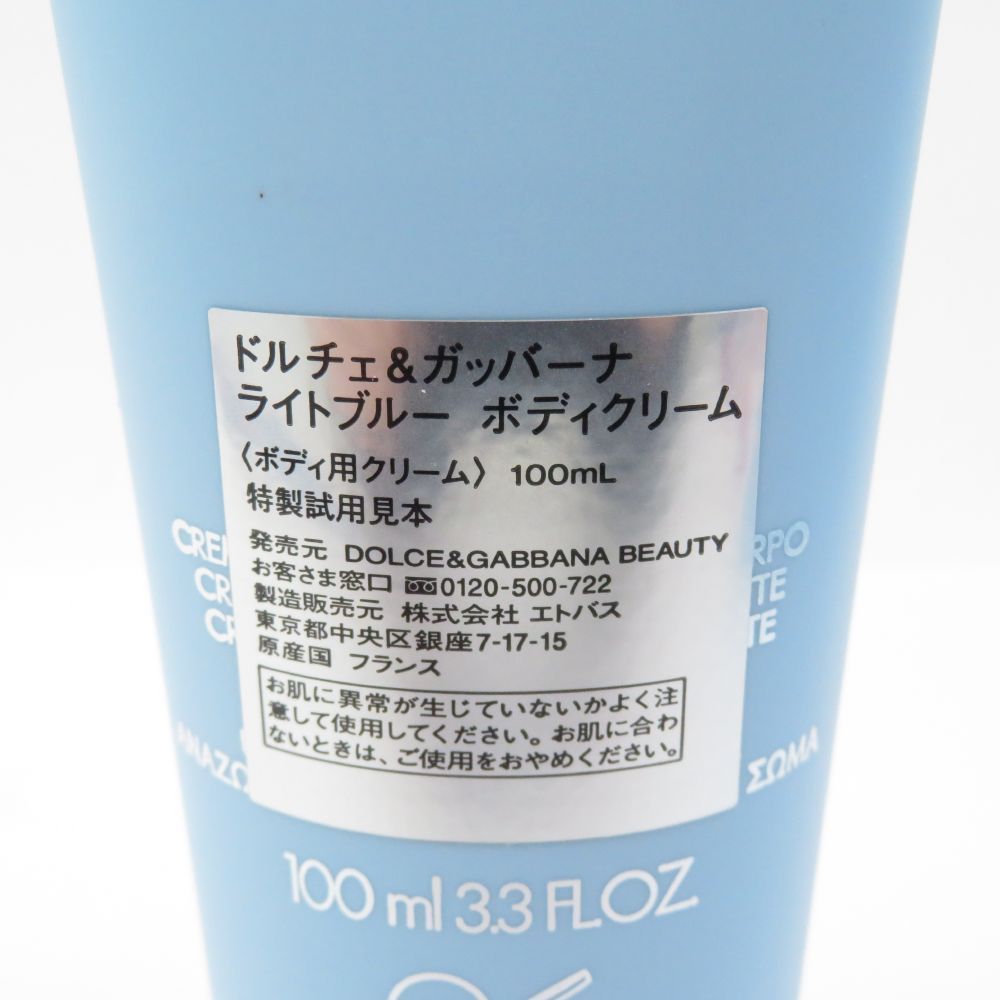 ドルチェ&ガッバーナ
ライトブルー ボディクリーム
〈ボディ用クリーム〉 100mL
特製試用見本
発売元 DOLCE&GABBANA BEAUTY
お客さま窓口 0120-500-722
製造販売元 株式会社 エトバス
東京都中央区銀座7-17-15
原産国 フランス
お肌に異常が生じていないかよく注
意して使用してください。お肌に合わ
ないときは、ご使用をおやめください。
ΣΩΜΑ
100 ml 3.3 FL.OZ.